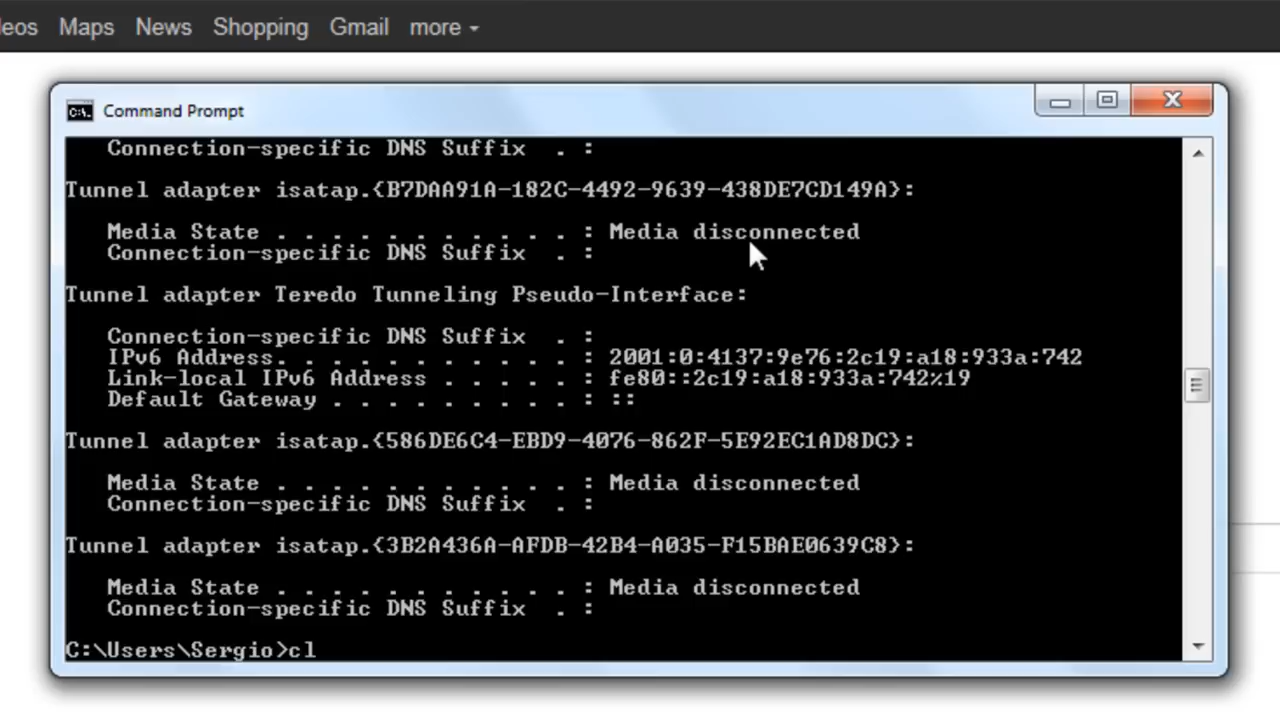 eos Maps News Shopping Gmail more
Command Prompt
Connection-specific DNS Suffix . :
Tunnel adapter isatap.{B7DAA91A-182C-4492-9639-438DE7CD149A}:
Media State . . . . . . . . . . . : Media disconnected
Connection-specific DNS Suffix . :
Tunnel adapter Teredo Tunneling Pseudo-Interface:
Connection-specific DNS Suffix . :
IPv6 Address. . . . . . . . . . . : 2001:0:4137:9e76:2c19:a18:933a:742
Link-local IPv6 Address . . . . . : fe80::2c19:a18:933a:742%19
Default Gateway . . . . . . . . . : ::
Tunnel adapter isatap.{586DE6C4-EBD9-4076-862F-5E92EC1AD8DC}:
Media State . . . . . . . . . . . : Media disconnected
Connection-specific DNS Suffix . :
Tunnel adapter isatap.{3B2A436A-AFDB-42B4-A035-F15BAE0639C8}:
Media State . . . . . . . . . . . : Media disconnected
Connection-specific DNS Suffix . :
C:\Users\Sergio>cl